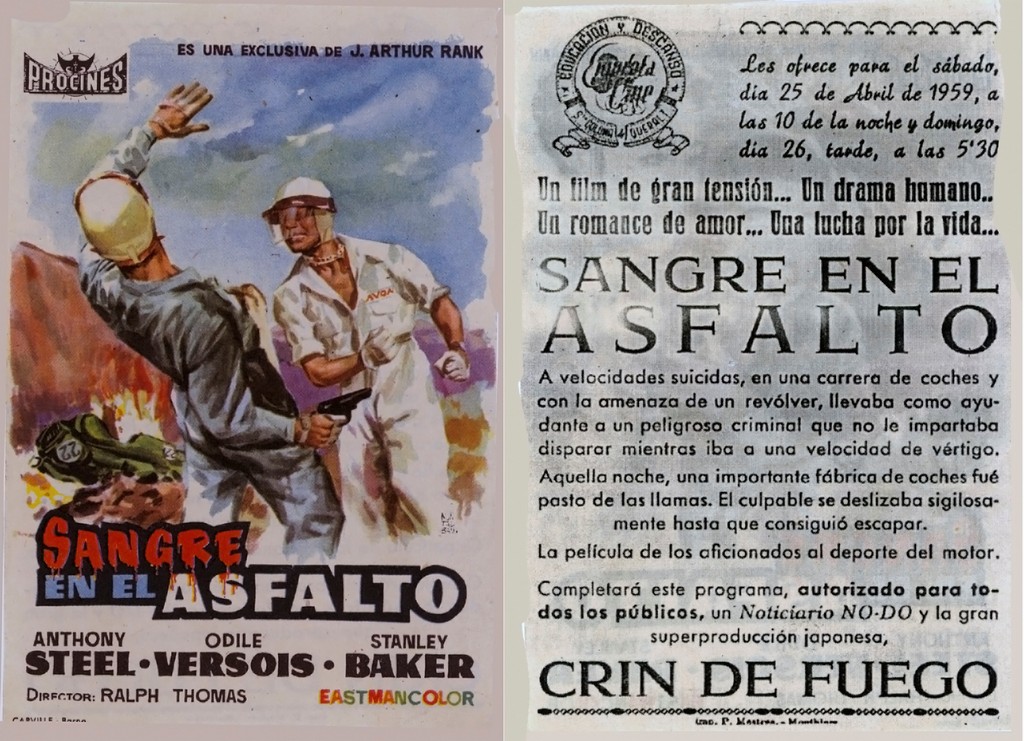 PROCINES
ES UNA EXCLUSIVA DE J. ARTHUR RANK
AVOA
22
SANGRE
EN EL ASFALTO
ANTHONY ODILE STANLEY
STEEL · VERSOIS · BAKER
DIRECTOR: RALPH THOMAS EASTMANCOLOR
EDUCACION Y DESCANSO
Cine
Les ofrece para el sábado,
día 25 de Abril de 1959, a
las 10 de la noche y domingo,
día 26, tarde, a las 5'30
Un film de gran tensión... Un drama humano..
Un romance de amor... Una lucha por la vida...
SANGRE EN EL
ASFALTO
A velocidades suicidas, en una carrera de coches y
con la amenaza de un revólver, llevaba como ayu-
dante a un peligroso criminal que no le impartaba
disparar mientras iba a una velocidad de vértigo.
Aquella noche, una importante fábrica de coches fué
pasto de las llamas. El culpable se deslizaba sigilosa-
mente hasta que consiguió escapar.
La película de los aficionados al deporte del motor.
Completará este programa, autorizado para to-
dos los públicos, un Noticiario NO-DO y la gran
superproducción japonesa,
CRIN DE FUEGO
Imp. P.